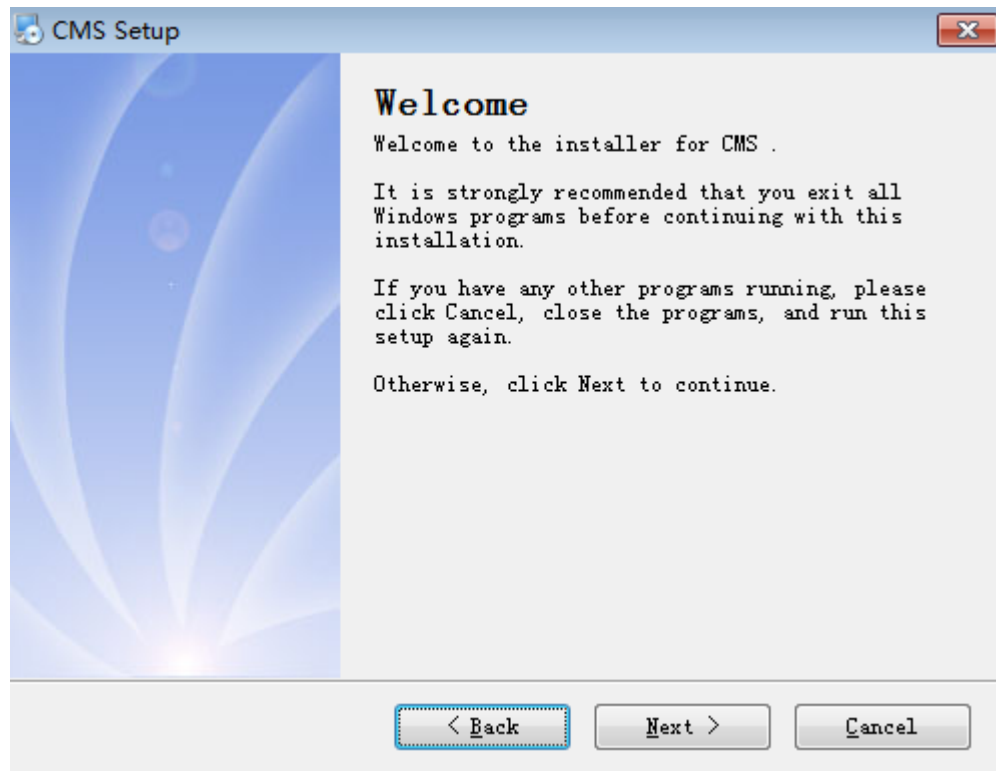 CMS Setup
Welcome
Welcome to the installer for CMS .
It is strongly recommended that you exit all
Windows programs before continuing with this
installation.
If you have any other programs running, please
click Cancel, close the programs, and run this
setup again.
Otherwise, click Next to continue.
< Back
Next >
Cancel